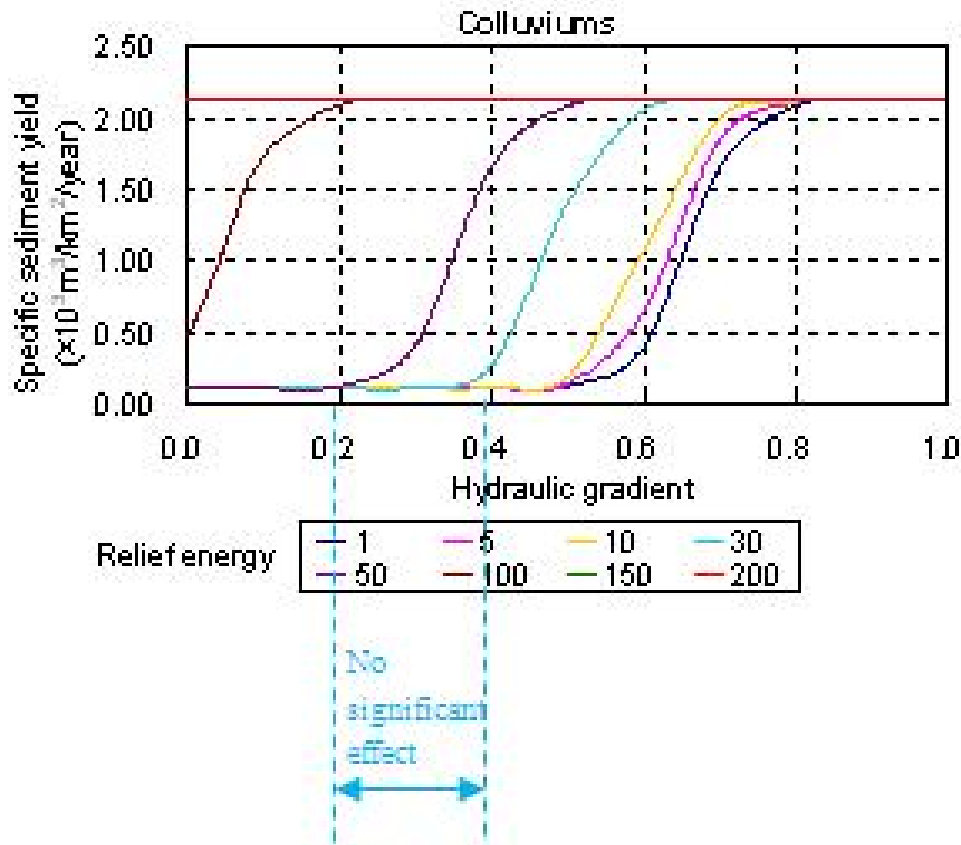 Colluviums
2.50
2.00
1.50
1.00
0.50
0.00
Specific sediment yield
(×10⁻³m³/km²/year)
0.0 0.2 0.4 0.6 0.8 1.0
Hydraulic gradient
Relief energy
1 5 10 30
50 100 150 200
No
significant
effect